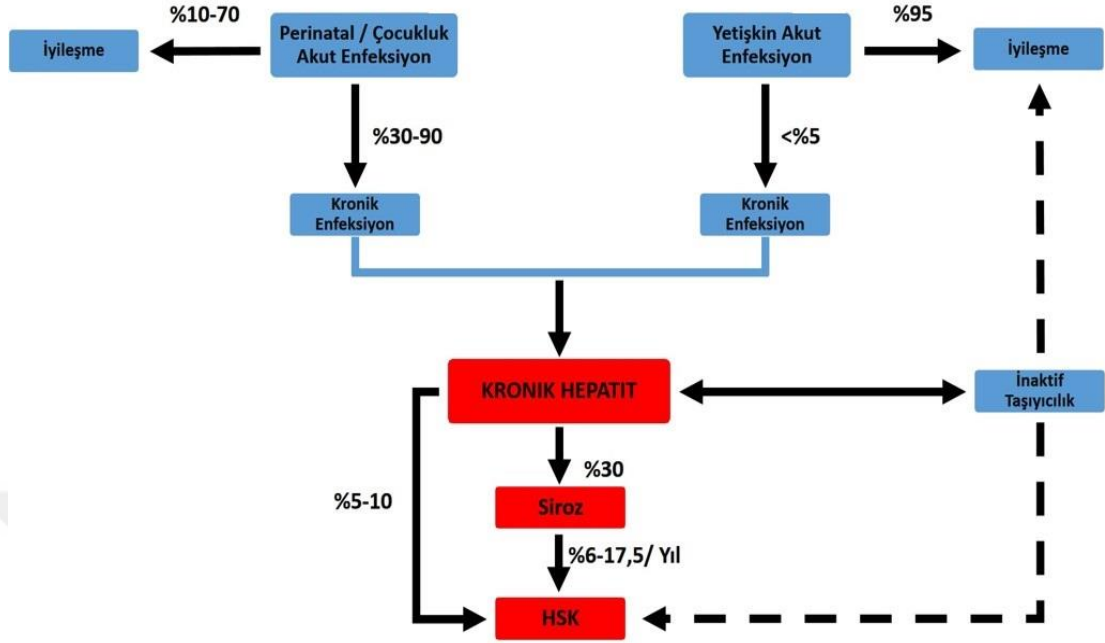 %10-70
İyileşme
Perinatal / Çocukluk
Akut Enfeksiyon
Yetişkin Akut
Enfeksiyon
%95
İyileşme
%30-90
<%5
Kronik
Enfeksiyon
Kronik
Enfeksiyon
KRONIK HEPATIT
İnaktif
Taşıyıcılık
%30
%5-10
Siroz
%6-17,5/ Yıl
HSK